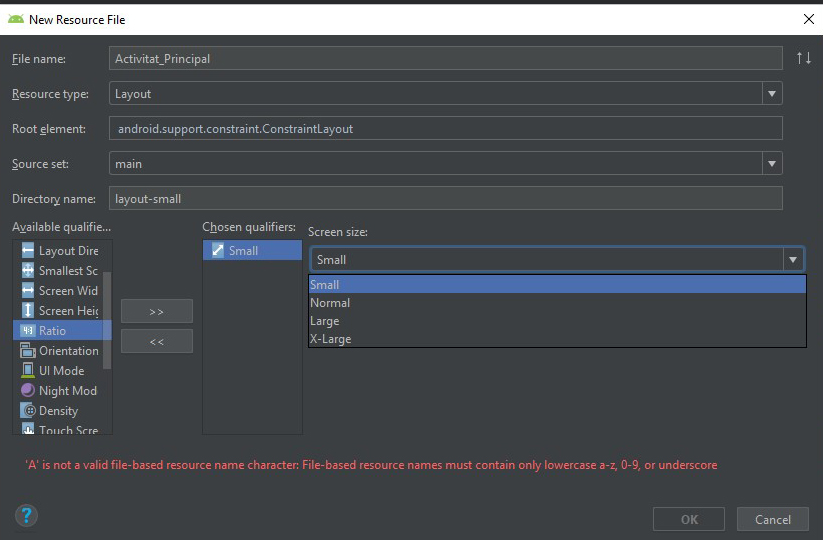 New Resource File
File name: Activitat_Principal
Resource type: Layout
Root element: android.support.constraint.ConstraintLayout
Source set: main
Directory name: layout-small
Available qualifie... Chosen qualifiers: Screen size:
Layout Dire
Smallest Sc
Screen Wid
Screen Heig
Ratio
Orientation
UI Mode
Night Mod
Density
Touch Scre
>>
<<
Small
Small
Small
Normal
Large
X-Large
'A' is not a valid file-based resource name character: File-based resource names must contain only lowercase a-z, 0-9, or underscore
?
OK Cancel